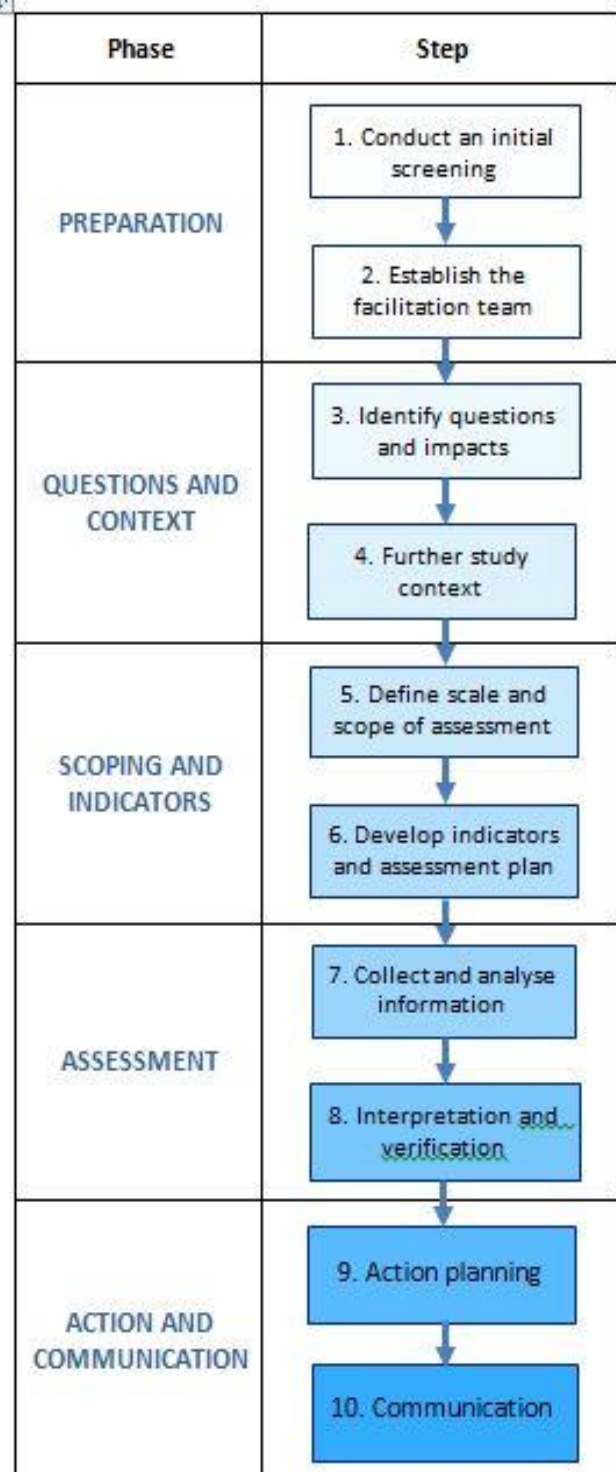 Phase
Step
PREPARATION
1. Conduct an initial
screening
2. Establish the
facilitation team
QUESTIONS AND
CONTEXT
3. Identify questions
and impacts
4. Further study
context
SCOPING AND
INDICATORS
5. Define scale and
scope of assessment
6. Develop indicators
and assessment plan
ASSESSMENT
7. Collect and analyse
information
8. Interpretation and
verification
ACTION AND
COMMUNICATION
9. Action planning
10. Communication